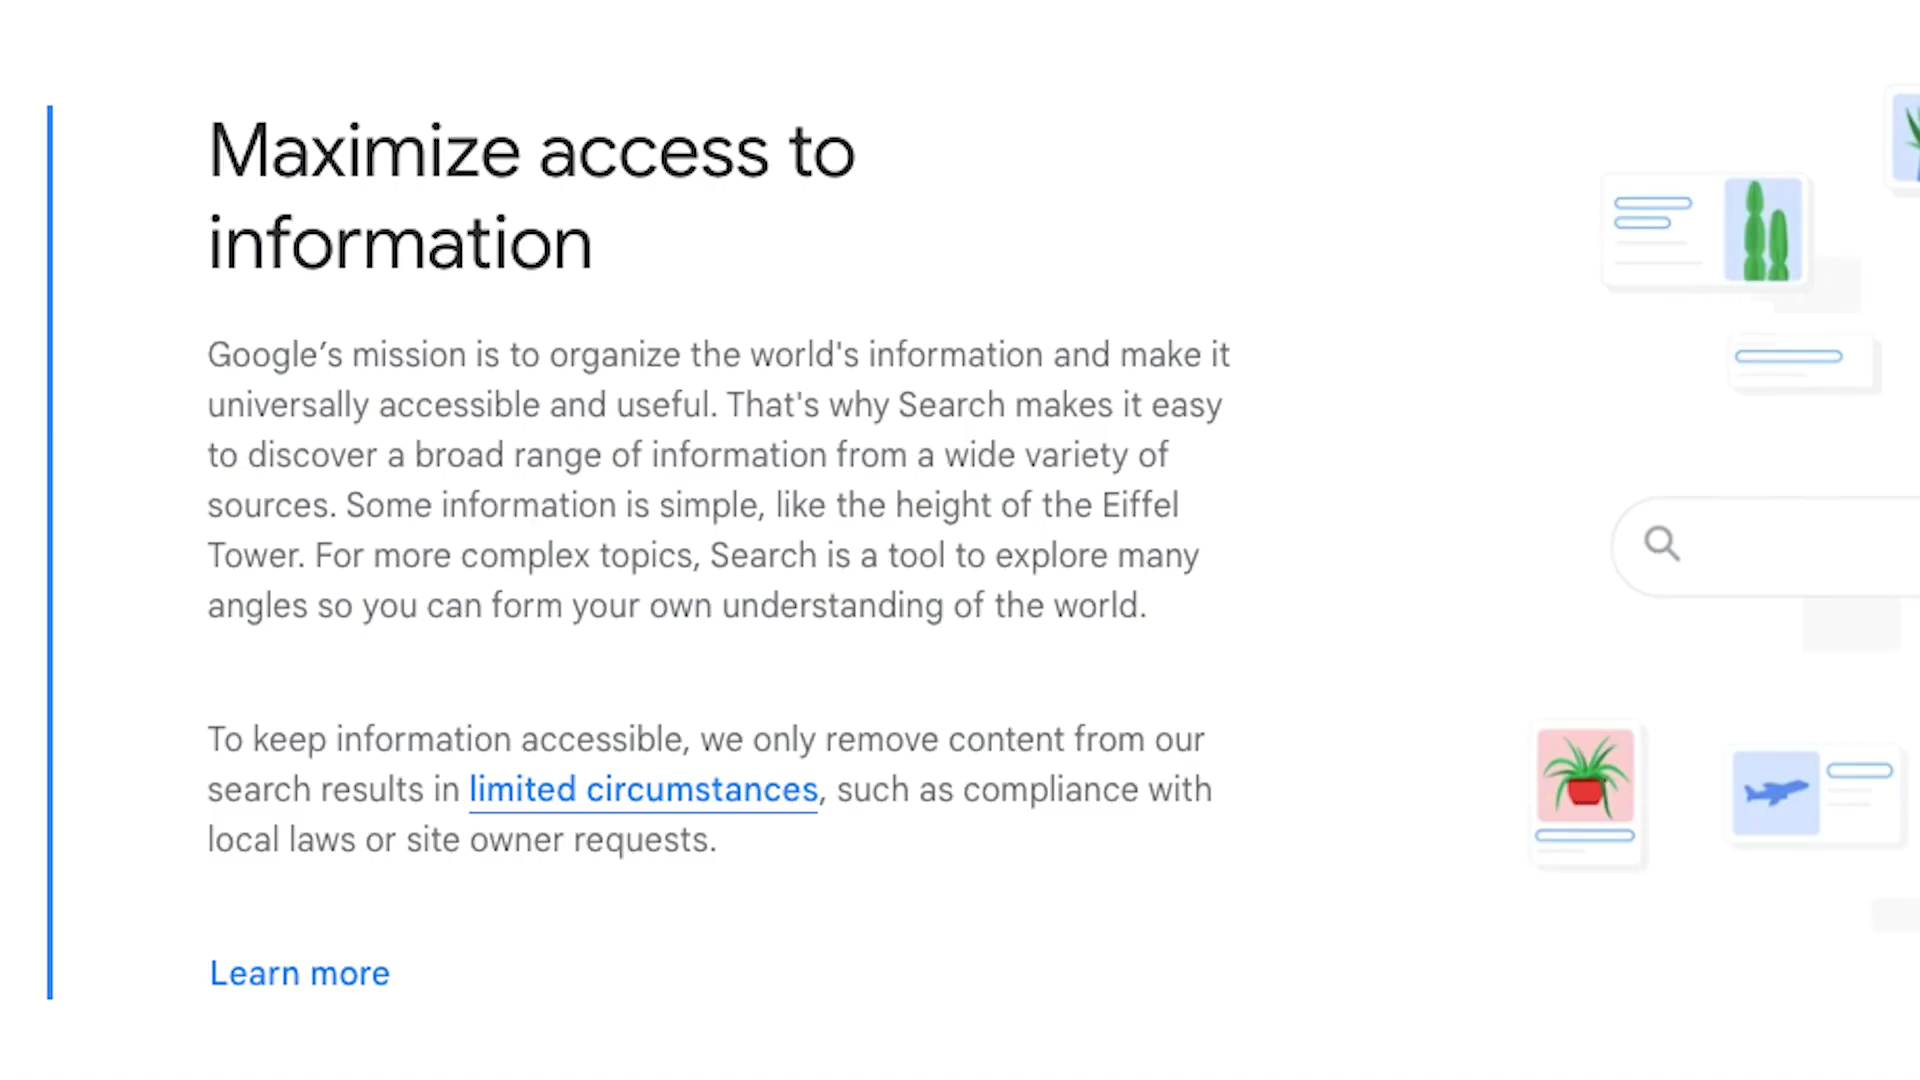 Maximize access to
information
Google’s mission is to organize the world's information and make it
universally accessible and useful. That's why Search makes it easy
to discover a broad range of information from a wide variety of
sources. Some information is simple, like the height of the Eiffel
Tower. For more complex topics, Search is a tool to explore many
angles so you can form your own understanding of the world.
To keep information accessible, we only remove content from our
search results in limited circumstances, such as compliance with
local laws or site owner requests.
Learn more